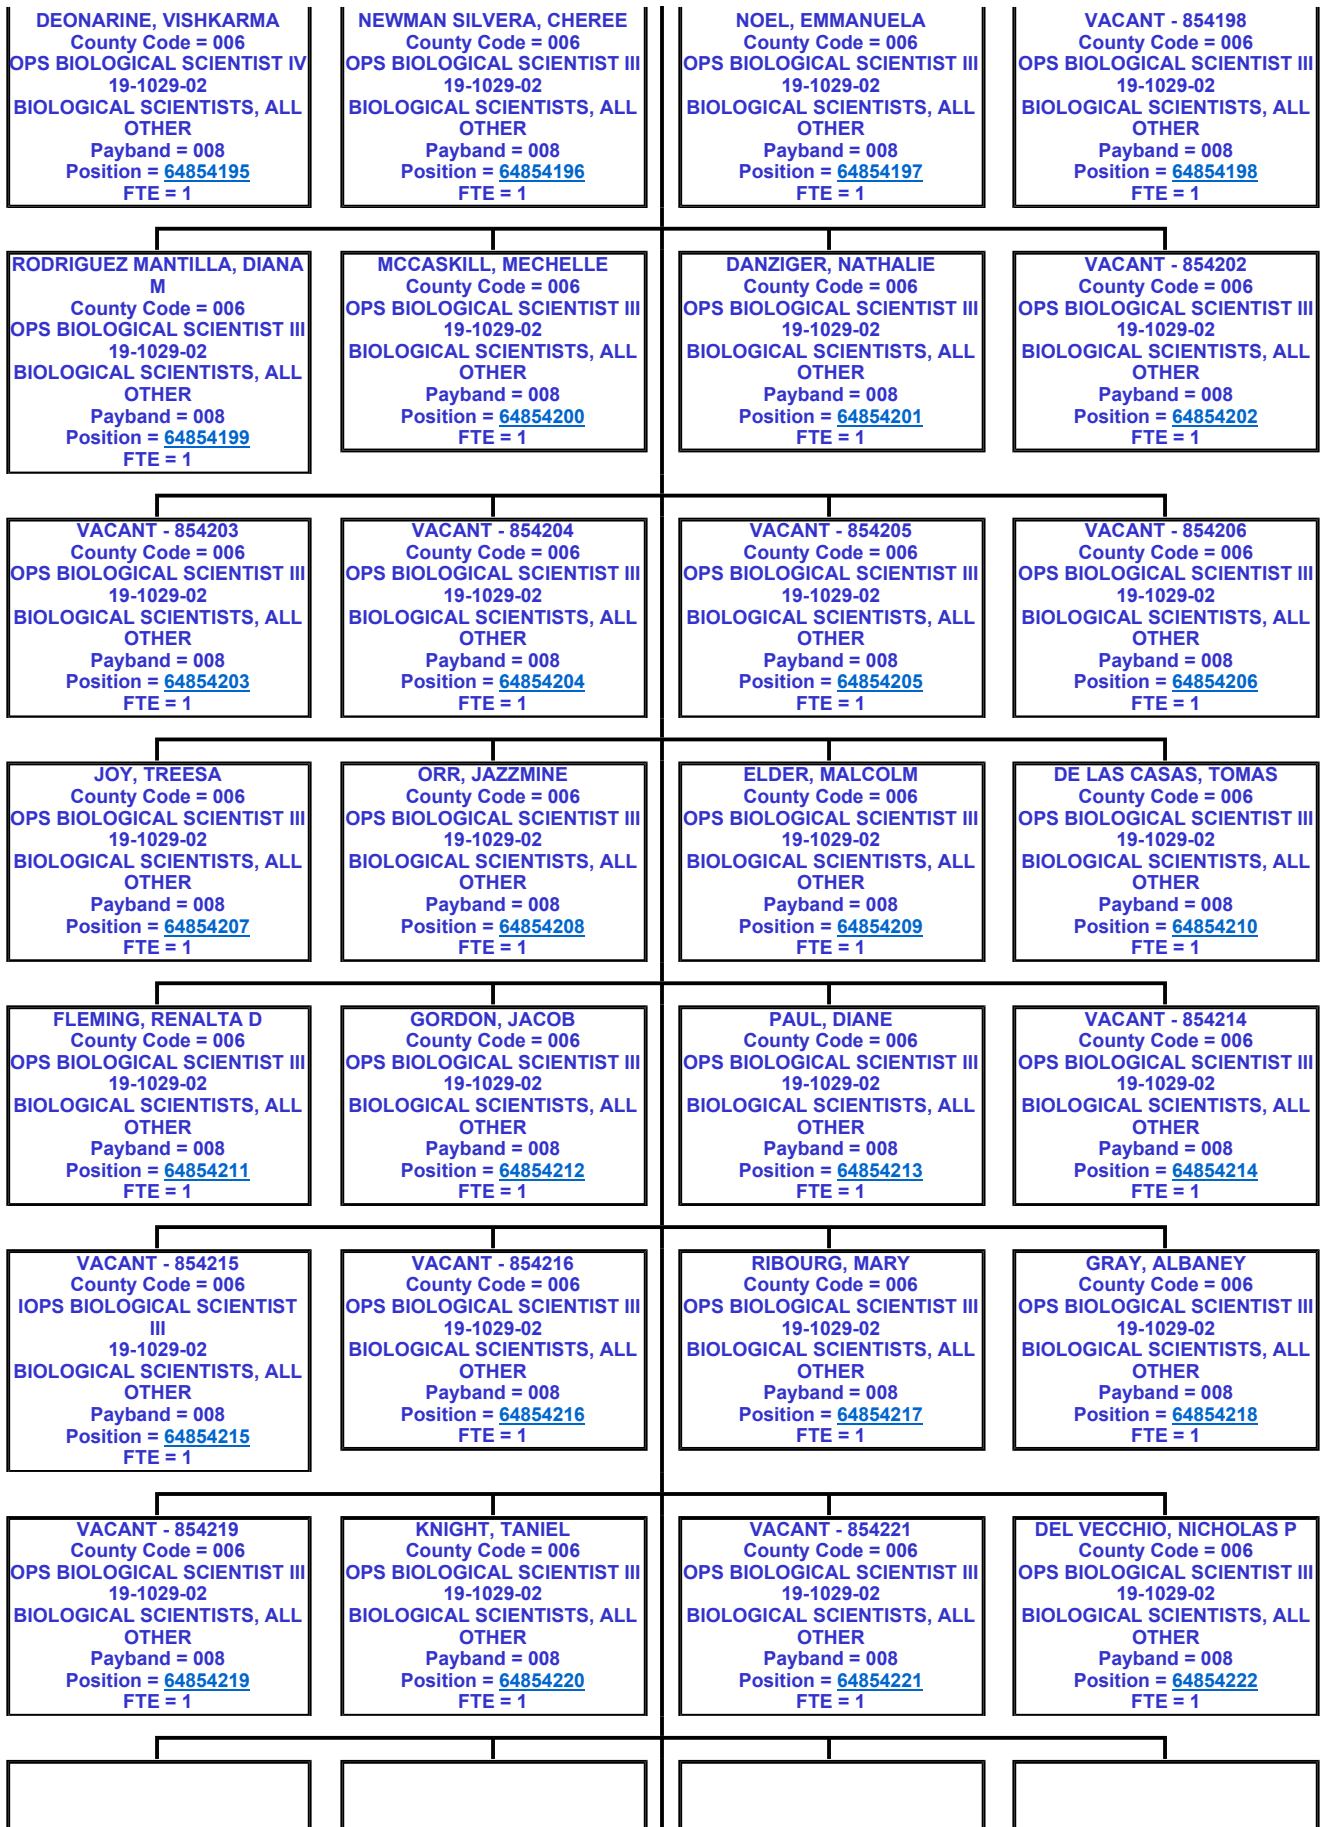 DEONARINE, VISHKARMA
County Code = 006
OPS BIOLOGICAL SCIENTIST IV
19-1029-02
BIOLOGICAL SCIENTISTS, ALL
OTHER
Payband = 008
Position = 64854195
FTE = 1
NEWMAN SILVERA, CHEREE
County Code = 006
OPS BIOLOGICAL SCIENTIST III
19-1029-02
BIOLOGICAL SCIENTISTS, ALL
OTHER
Payband = 008
Position = 64854196
FTE = 1
NOEL, EMMANUELA
County Code = 006
OPS BIOLOGICAL SCIENTIST III
19-1029-02
BIOLOGICAL SCIENTISTS, ALL
OTHER
Payband = 008
Position = 64854197
FTE = 1
VACANT - 854198
County Code = 006
OPS BIOLOGICAL SCIENTIST III
19-1029-02
BIOLOGICAL SCIENTISTS, ALL
OTHER
Payband = 008
Position = 64854198
FTE = 1
RODRIGUEZ MANTILLA, DIANA
M
County Code = 006
OPS BIOLOGICAL SCIENTIST III
19-1029-02
BIOLOGICAL SCIENTISTS, ALL
OTHER
Payband = 008
Position = 64854199
FTE = 1
MCCASKILL, MECHELLE
County Code = 006
OPS BIOLOGICAL SCIENTIST III
19-1029-02
BIOLOGICAL SCIENTISTS, ALL
OTHER
Payband = 008
Position = 64854200
FTE = 1
DANZIGER, NATHALIE
County Code = 006
OPS BIOLOGICAL SCIENTIST III
19-1029-02
BIOLOGICAL SCIENTISTS, ALL
OTHER
Payband = 008
Position = 64854201
FTE = 1
VACANT - 854202
County Code = 006
OPS BIOLOGICAL SCIENTIST III
19-1029-02
BIOLOGICAL SCIENTISTS, ALL
OTHER
Payband = 008
Position = 64854202
FTE = 1
VACANT - 854203
County Code = 006
OPS BIOLOGICAL SCIENTIST III
19-1029-02
BIOLOGICAL SCIENTISTS, ALL
OTHER
Payband = 008
Position = 64854203
FTE = 1
VACANT - 854204
County Code = 006
OPS BIOLOGICAL SCIENTIST III
19-1029-02
BIOLOGICAL SCIENTISTS, ALL
OTHER
Payband = 008
Position = 64854204
FTE = 1
VACANT - 854205
County Code = 006
OPS BIOLOGICAL SCIENTIST III
19-1029-02
BIOLOGICAL SCIENTISTS, ALL
OTHER
Payband = 008
Position = 64854205
FTE = 1
VACANT - 854206
County Code = 006
OPS BIOLOGICAL SCIENTIST III
19-1029-02
BIOLOGICAL SCIENTISTS, ALL
OTHER
Payband = 008
Position = 64854206
FTE = 1
JOY, TREESA
County Code = 006
OPS BIOLOGICAL SCIENTIST III
19-1029-02
BIOLOGICAL SCIENTISTS, ALL
OTHER
Payband = 008
Position = 64854207
FTE = 1
ORR, JAZZMINE
County Code = 006
OPS BIOLOGICAL SCIENTIST III
19-1029-02
BIOLOGICAL SCIENTISTS, ALL
OTHER
Payband = 008
Position = 64854208
FTE = 1
ELDER, MALCOLM
County Code = 006
OPS BIOLOGICAL SCIENTIST III
19-1029-02
BIOLOGICAL SCIENTISTS, ALL
OTHER
Payband = 008
Position = 64854209
FTE = 1
DE LAS CASAS, TOMAS
County Code = 006
OPS BIOLOGICAL SCIENTIST III
19-1029-02
BIOLOGICAL SCIENTISTS, ALL
OTHER
Payband = 008
Position = 64854210
FTE = 1
FLEMING, RENALTA D
County Code = 006
OPS BIOLOGICAL SCIENTIST III
19-1029-02
BIOLOGICAL SCIENTISTS, ALL
OTHER
Payband = 008
Position = 64854211
FTE = 1
GORDON, JACOB
County Code = 006
OPS BIOLOGICAL SCIENTIST III
19-1029-02
BIOLOGICAL SCIENTISTS, ALL
OTHER
Payband = 008
Position = 64854212
FTE = 1
PAUL, DIANE
County Code = 006
OPS BIOLOGICAL SCIENTIST III
19-1029-02
BIOLOGICAL SCIENTISTS, ALL
OTHER
Payband = 008
Position = 64854213
FTE = 1
VACANT - 854214
County Code = 006
OPS BIOLOGICAL SCIENTIST III
19-1029-02
BIOLOGICAL SCIENTISTS, ALL
OTHER
Payband = 008
Position = 64854214
FTE = 1
VACANT - 854215
County Code = 006
IOPS BIOLOGICAL SCIENTIST
III
19-1029-02
BIOLOGICAL SCIENTISTS, ALL
OTHER
Payband = 008
Position = 64854215
FTE = 1
VACANT - 854216
County Code = 006
OPS BIOLOGICAL SCIENTIST III
19-1029-02
BIOLOGICAL SCIENTISTS, ALL
OTHER
Payband = 008
Position = 64854216
FTE = 1
RIBOURG, MARY
County Code = 006
OPS BIOLOGICAL SCIENTIST III
19-1029-02
BIOLOGICAL SCIENTISTS, ALL
OTHER
Payband = 008
Position = 64854217
FTE = 1
GRAY, ALBANEY
County Code = 006
OPS BIOLOGICAL SCIENTIST III
19-1029-02
BIOLOGICAL SCIENTISTS, ALL
OTHER
Payband = 008
Position = 64854218
FTE = 1
VACANT - 854219
County Code = 006
OPS BIOLOGICAL SCIENTIST III
19-1029-02
BIOLOGICAL SCIENTISTS, ALL
OTHER
Payband = 008
Position = 64854219
FTE = 1
KNIGHT, TANIEL
County Code = 006
OPS BIOLOGICAL SCIENTIST III
19-1029-02
BIOLOGICAL SCIENTISTS, ALL
OTHER
Payband = 008
Position = 64854220
FTE = 1
VACANT - 854221
County Code = 006
OPS BIOLOGICAL SCIENTIST III
19-1029-02
BIOLOGICAL SCIENTISTS, ALL
OTHER
Payband = 008
Position = 64854221
FTE = 1
DEL VECCHIO, NICHOLAS P
County Code = 006
OPS BIOLOGICAL SCIENTIST III
19-1029-02
BIOLOGICAL SCIENTISTS, ALL
OTHER
Payband = 008
Position = 64854222
FTE = 1